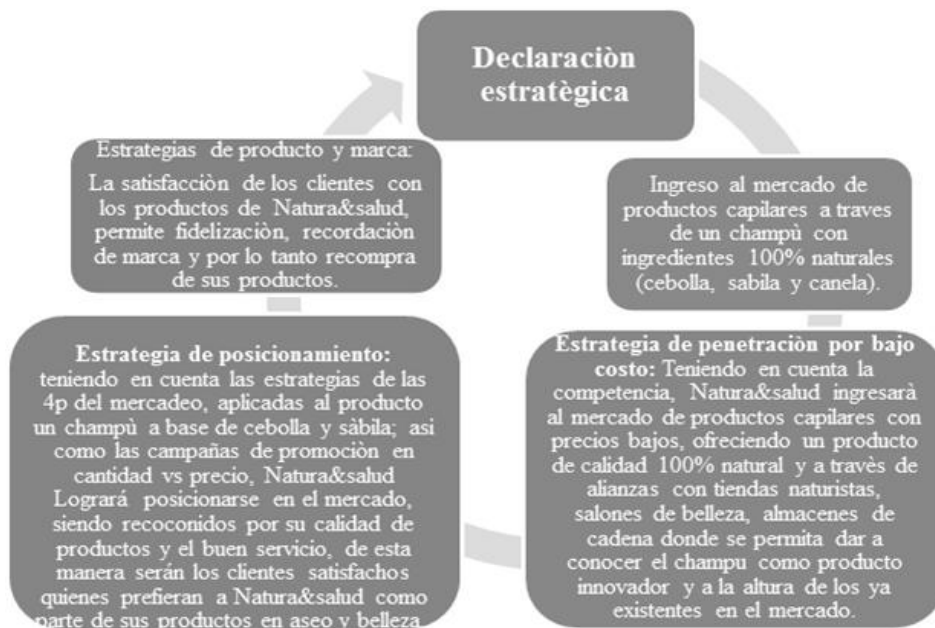 Declaraciòn
estratègica
Ingreso al mercado de
productos capilares a traves
de un champù con
ingredientes 100% naturales
(cebolla, sabila y canela).
Estrategia de penetraciòn por bajo
costo: Teniendo en cuenta la
competencia, Natura&salud ingresarà
al mercado de productos capilares con
precios bajos, ofreciendo un producto
de calidad 100% natural y a travès de
alianzas con tiendas naturistas,
salones de belleza, almacenes de
cadena donde se permita dar a
conocer el champu como producto
innovador y a la altura de los ya
existentes en el mercado.
Estrategia de posicionamiento:
teniendo en cuenta las estrategias de las
4p del mercadeo, aplicadas al producto
un champù a base de cebolla y sàbila; asi
como las campañas de promociòn en
cantidad vs precio, Natura&salud
Logrará posicionarse en el mercado,
siendo recoconidos por su calidad de
productos y el buen servicio, de esta
manera serán los clientes satisfachos
quienes prefieran a Natura&salud como
parte de sus productos en aseo y belleza
Estrategias de producto y marca:
La satisfacciòn de los clientes con
los productos de Natura&salud,
permite fidelizaciòn, recordaciòn
de marca y por lo tanto recompra
de sus productos.